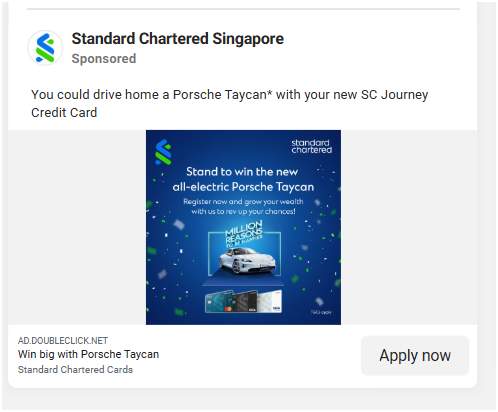 Standard Chartered Singapore
Sponsored
You could drive home a Porsche Taycan* with your new SC Journey
Credit Card
standard
chartered
Stand to win the new
all-electric Porsche Taycan
Register now and grow your wealth
with us to rev up your chances!
MILLION
REASONS
VISA
AD.DOUBLECLICK.NET
Win big with Porsche Taycan
Standard Chartered Cards
Apply now